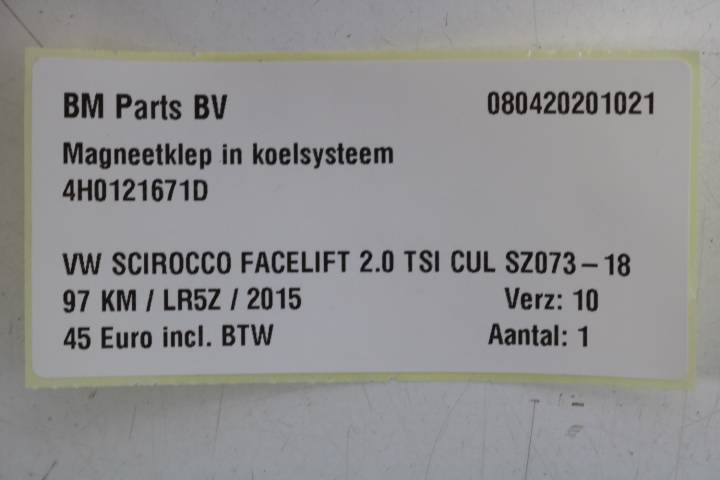 BM Parts BV 080420201021
Magneetklep in koelsysteem
4H0121671D
VW SCIROCCO FACELIFT 2.0 TSI CUL SZ073-18
97 KM / LR5Z / 2015 Verz: 10
45 Euro incl. BTW Aantal: 1